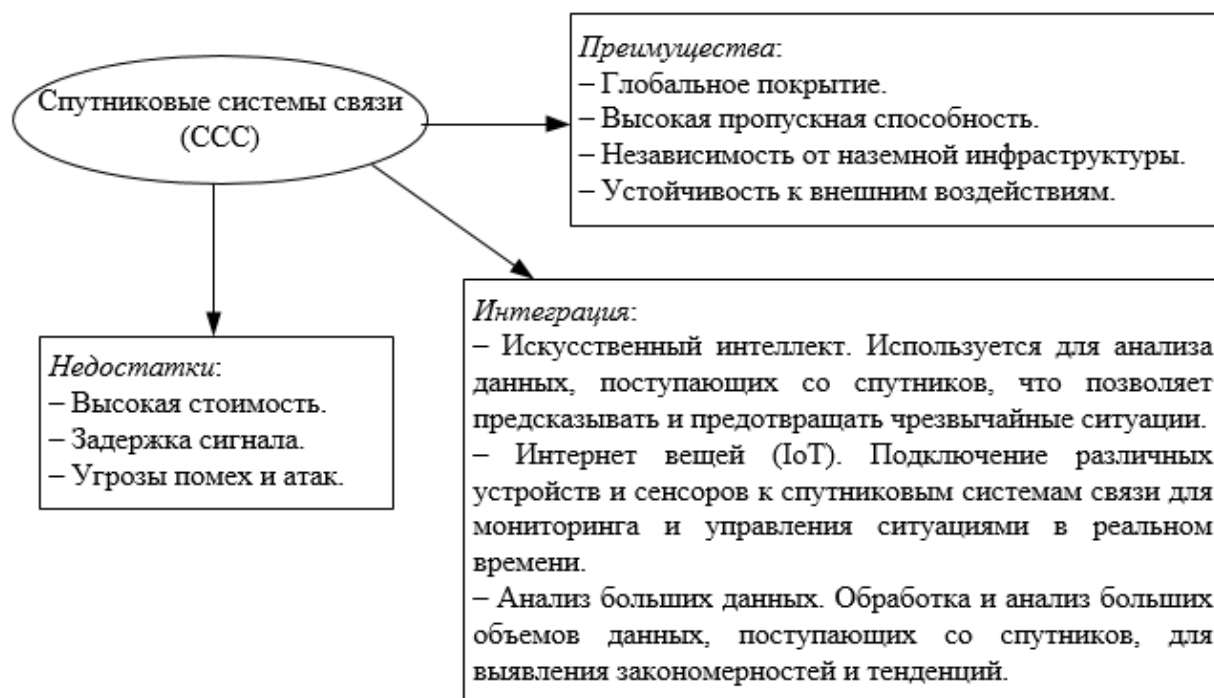 Спутниковые системы связи
(ССС)
Преимущества:
– Глобальное покрытие.
– Высокая пропускная способность.
– Независимость от наземной инфраструктуры.
– Устойчивость к внешним воздействиям.
Недостатки:
– Высокая стоимость.
– Задержка сигнала.
– Угрозы помех и атак.
Интеграция:
– Искусственный интеллект. Используется для анализа
данных, поступающих со спутников, что позволяет
предсказывать и предотвращать чрезвычайные ситуации.
– Интернет вещей (IoT). Подключение различных
устройств и сенсоров к спутниковым системам связи для
мониторинга и управления ситуациями в реальном
времени.
– Анализ больших данных. Обработка и анализ больших
объемов данных, поступающих со спутников, для
выявления закономерностей и тенденций.